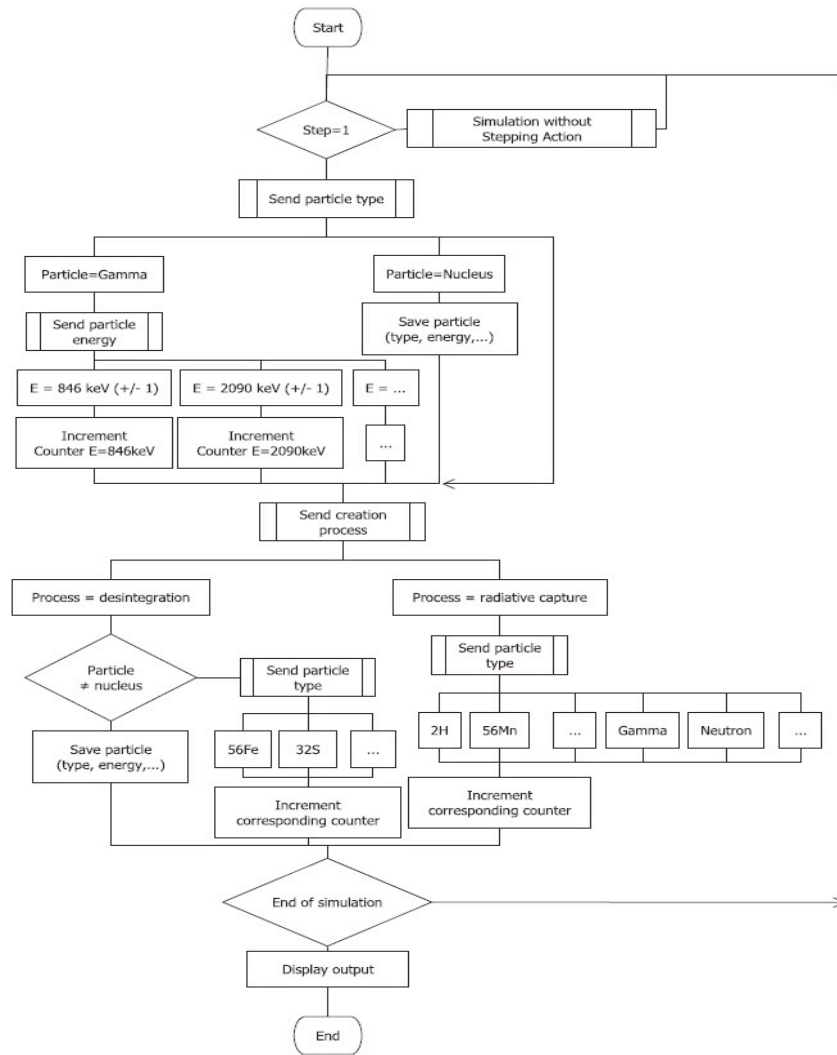 Start
Step=1
Simulation without
Stepping Action
Send particle type
Particle=Gamma
Particle=Nucleus
Send particle
energy
Save particle
(type, energy,...)
E = 846 keV (+/- 1)
E = 2090 keV (+/- 1)
E = ...
Increment
Counter E=846keV
Increment
Counter E=2090keV
...
Send creation
process
Process = desintegration
Process = radiative capture
Particle
≠ nucleus
Send particle
type
Send particle
type
56Fe
32S
...
2H
56Mn
...
Gamma
Neutron
...
Save particle
(type, energy,...)
Increment
corresponding counter
Increment
corresponding counter
End of simulation
Display output
End